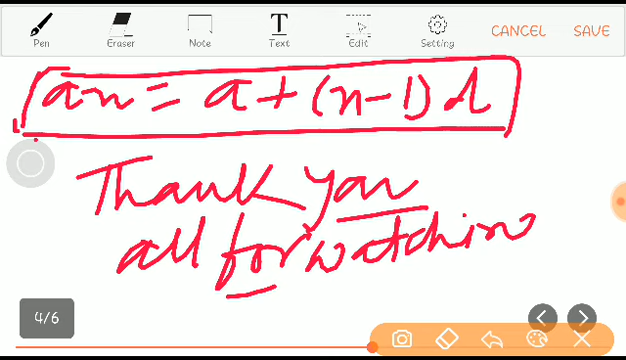 Pen Eraser Note Text Edit Setting CANCEL SAVE
an = a + (n-1)d
Thank you
all for watching
4/6